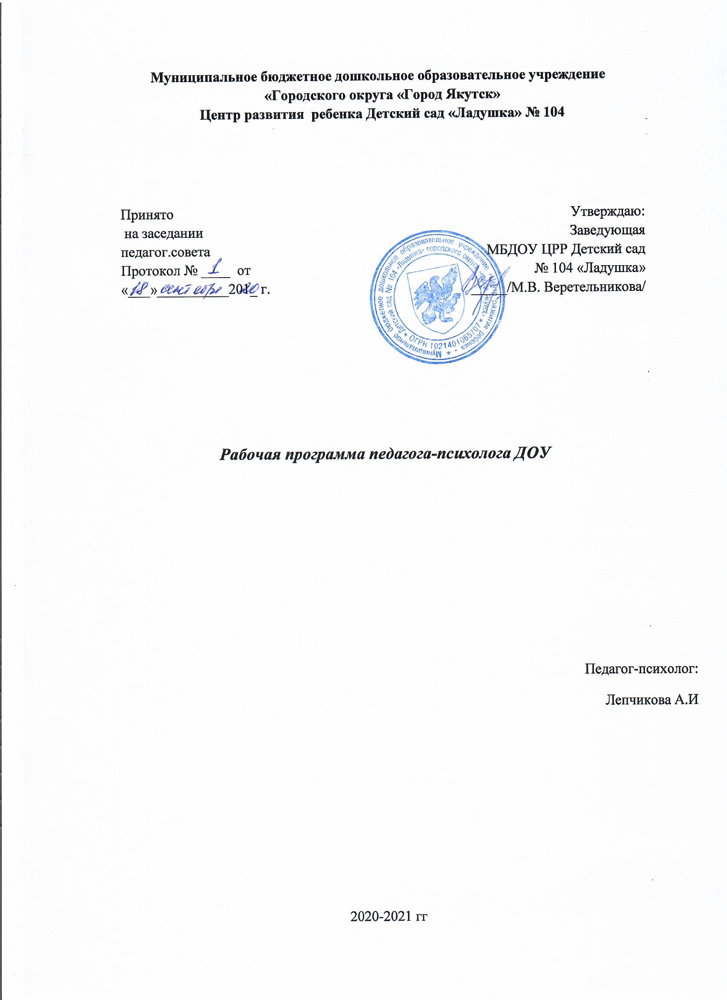 Муниципальное бюджетное дошкольное образовательное учреждение
«Городского округа «Город Якутск»
Центр развития  ребенка Детский сад «Ладушка» № 104
Принято
на заседании
педагог.совета
Протокол № 1 от
«18» сентября 2020 г.
Утверждаю:
Заведующая
МБДОУ ЦРР Детский сад
№ 104 «Ладушка»
/М.В. Веретельникова/
* Муниципальное бюджетное дошкольное образовательное учреждение «Центр развития ребенка -
Детский сад № 104 «Ладушка» городского округа «город Якутск»
* ОГРН 1021401065707 *
Рабочая программа педагога-психолога ДОУ
Педагог-психолог:
Лепчикова А.И
2020-2021 гг